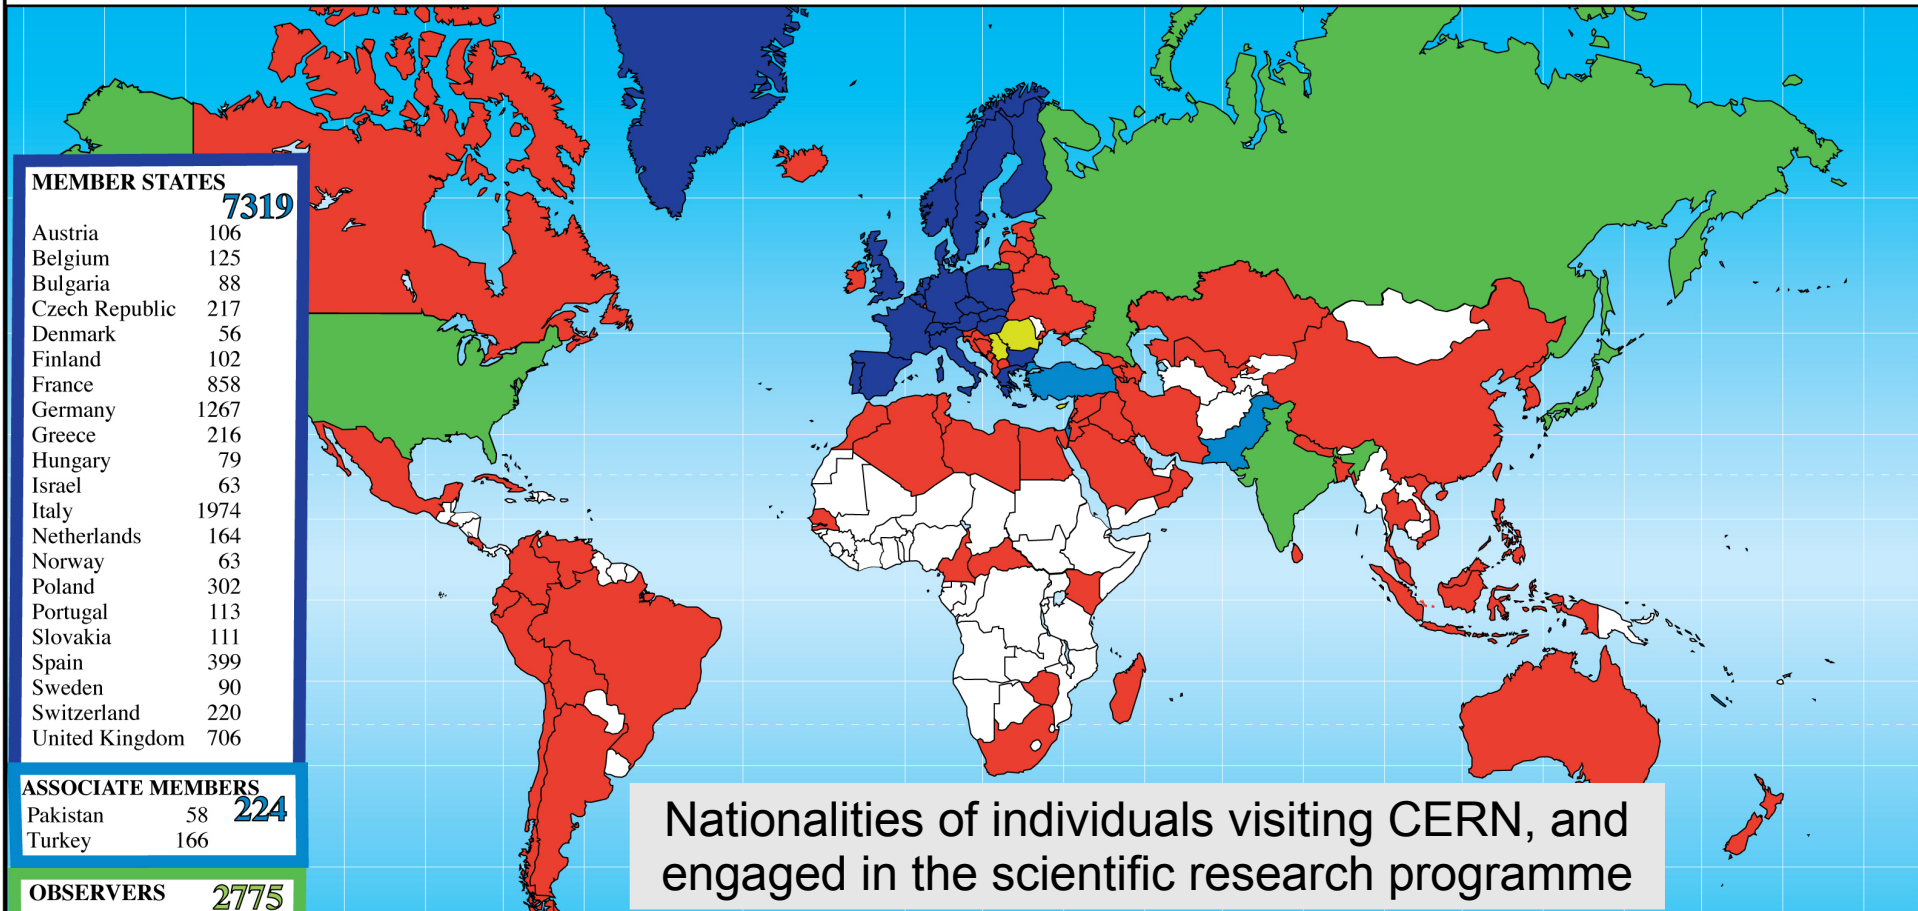 MEMBER STATES
7319
Austria 106
Belgium 125
Bulgaria 88
Czech Republic 217
Denmark 56
Finland 102
France 858
Germany 1267
Greece 216
Hungary 79
Israel 63
Italy 1974
Netherlands 164
Norway 63
Poland 302
Portugal 113
Slovakia 111
Spain 399
Sweden 90
Switzerland 220
United Kingdom 706
ASSOCIATE MEMBERS
224
Pakistan 58
Turkey 166
OBSERVERS 2775
Nationalities of individuals visiting CERN, and
engaged in the scientific research programme